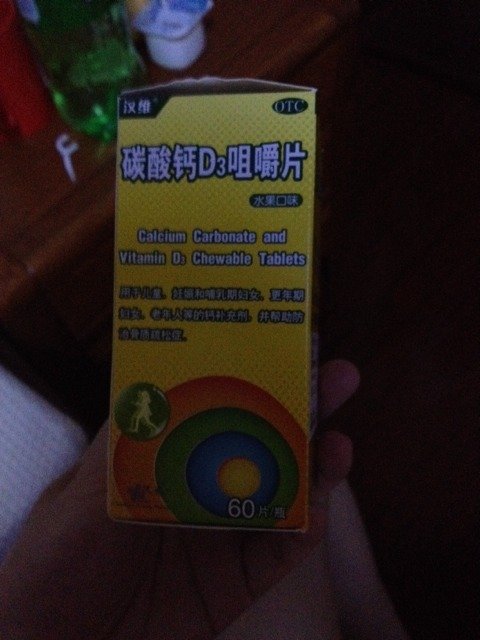 汉维
OTC
碳酸钙D3咀嚼片
水果口味
Calcium Carbonate and
Vitamin D3 Chewable Tablets
用于儿童、妊娠和哺乳期妇女、更年期
妇女、老年人等的钙补充剂，并帮助防
治骨质疏松症。
60片/瓶